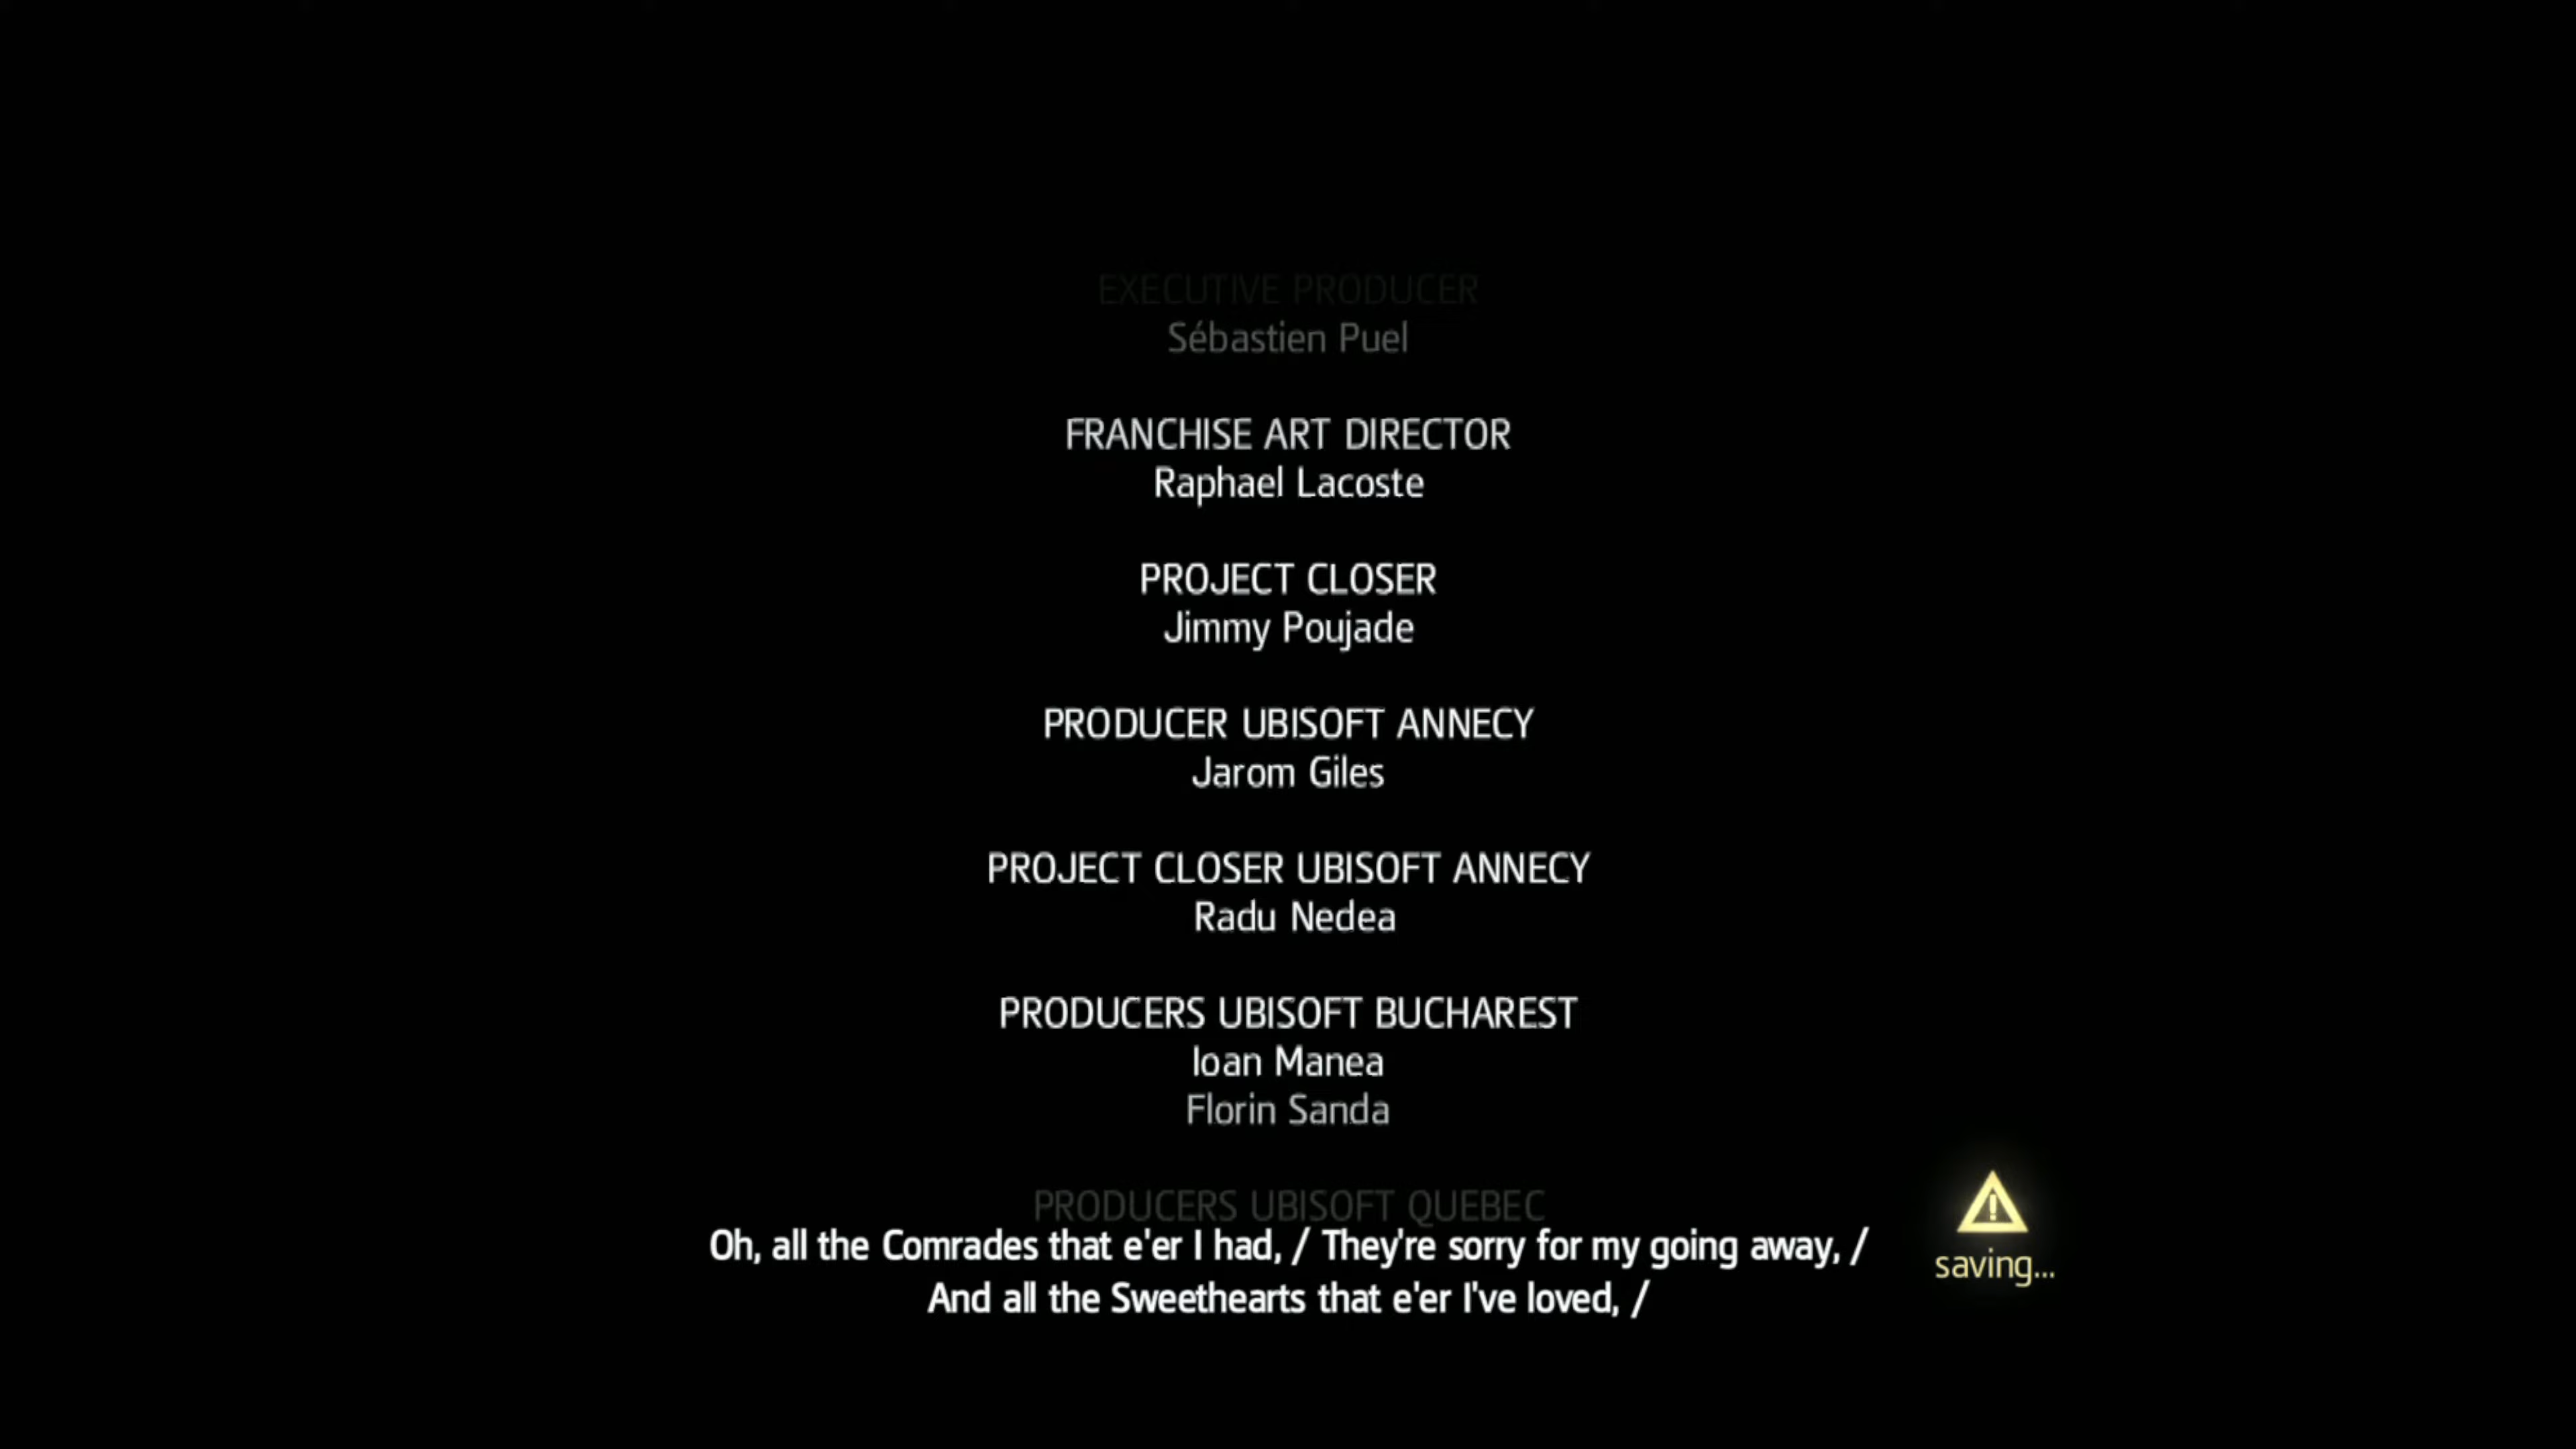 EXECUTIVE PRODUCER
Sébastien Puel
FRANCHISE ART DIRECTOR
Raphael Lacoste
PROJECT CLOSER
Jimmy Poujade
PRODUCER UBISOFT ANNECY
Jarom Giles
PROJECT CLOSER UBISOFT ANNECY
Radu Nedea
PRODUCERS UBISOFT BUCHAREST
Ioan Manea
Florin Sanda
PRODUCERS UBISOFT QUEBEC
Oh, all the Comrades that e'er I had, / They're sorry for my going away, /
And all the Sweethearts that e'er I've loved, /
saving...